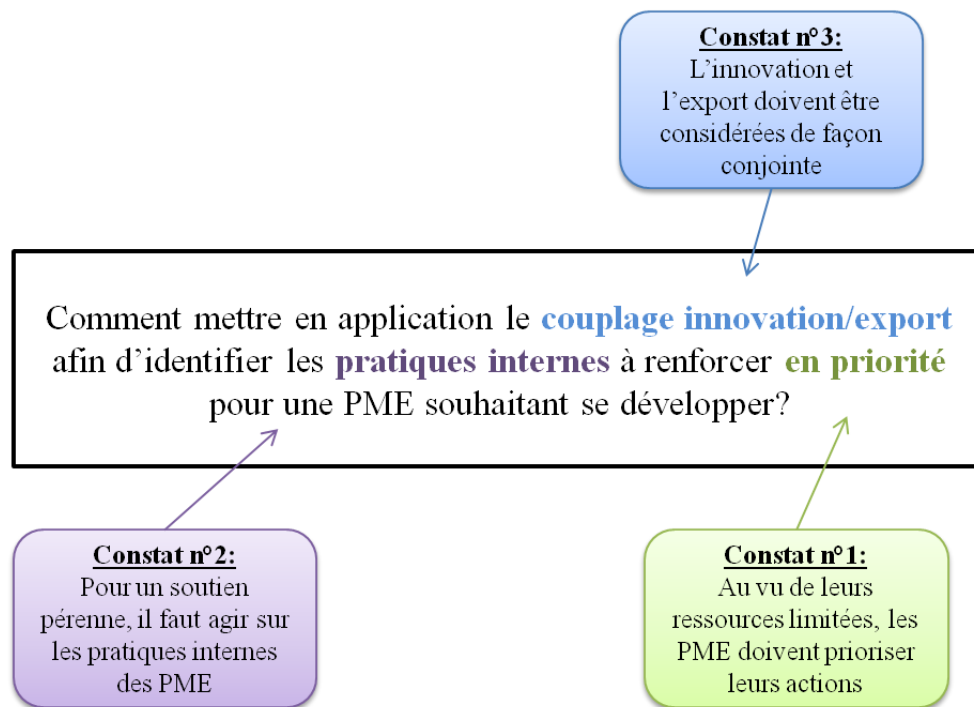 Constat n°3:
L’innovation et
l’export doivent être
considérées de façon
conjointe
Comment mettre en application le couplage innovation/export
afin d’identifier les pratiques internes à renforcer en priorité
pour une PME souhaitant se développer?
Constat n°2:
Pour un soutien
pérenne, il faut agir sur
les pratiques internes
des PME
Constat n°1:
Au vu de leurs
ressources limitées, les
PME doivent prioriser
leurs actions